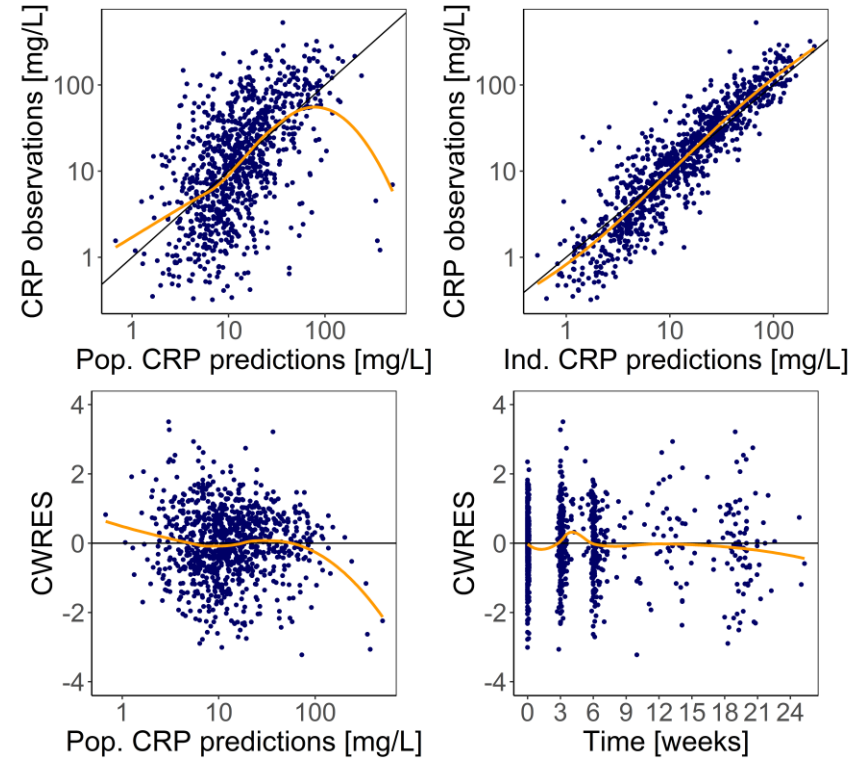 CRP observations [mg/L]
100
10
1
1
10
100
Pop. CRP predictions [mg/L]
CRP observations [mg/L]
100
10
1
1
10
100
Ind. CRP predictions [mg/L]
CWRES
4
2
0
-2
-4
1
10
100
Pop. CRP predictions [mg/L]
CWRES
4
2
0
-2
-4
0 3 6 9 12 15 18 21 24
Time [weeks]